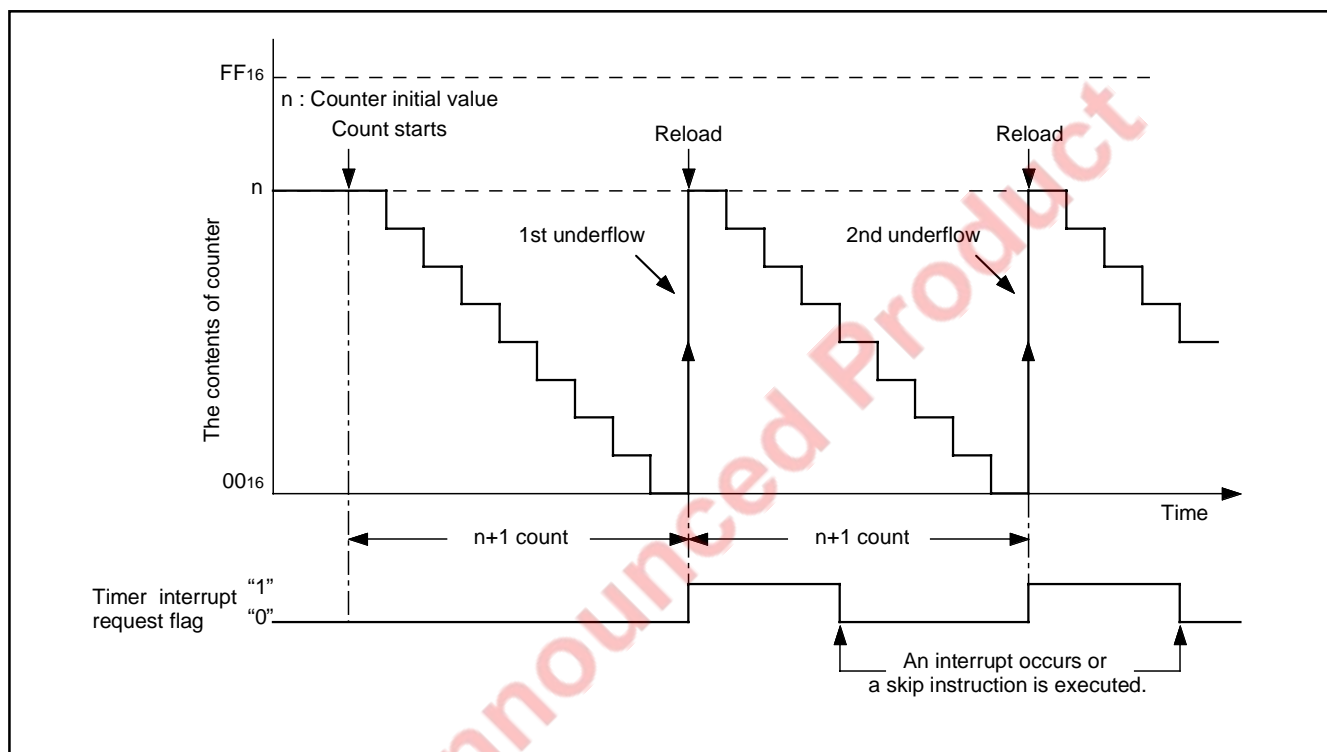 FF16
n : Counter initial value
Count starts
Reload
Reload
n
1st underflow
2nd underflow
The contents of counter
0016
Time
n+1 count
n+1 count
Timer interrupt
request flag
“1”
“0”
An interrupt occurs or
a skip instruction is executed.
nnounced Product